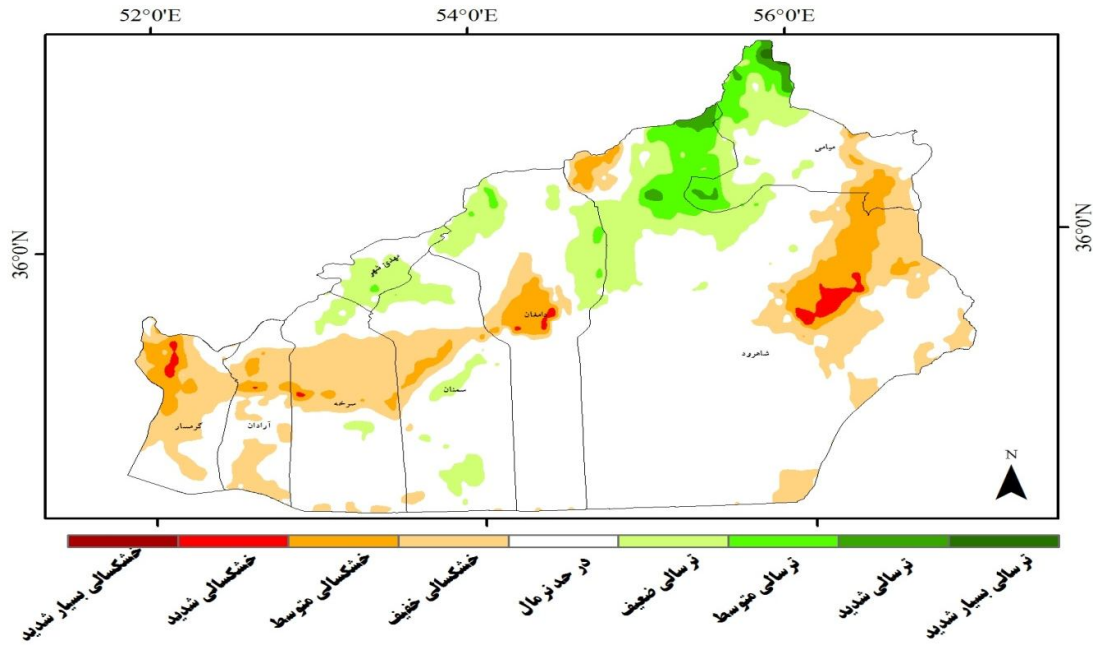 52°0'E 54°0'E 56°0'E
36°0'N
36°0'N
میامی
مهدی شهر
دامغان
شاهرود
سمنان
سرخه
آرادان
گرمسار
N
خشکسالی بسیار شدید
خشکسالی شدید
خشکسالی متوسط
خشکسالی خفیف
در حد نرمال
ترسالی ضعیف
ترسالی متوسط
ترسالی شدید
ترسالی بسیار شدید